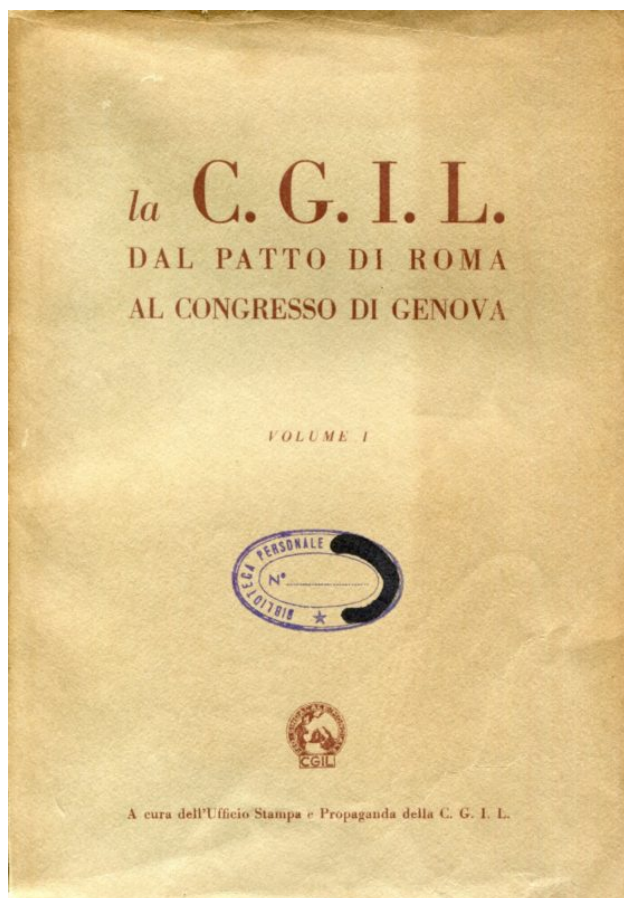 la C. G. I. L.
DAL PATTO DI ROMA
AL CONGRESSO DI GENOVA
VOLUME I
BIBLIOTECA PERSONALE
N°
CGIL
A cura dell'Ufficio Stampa e Propaganda della C. G. I. L.